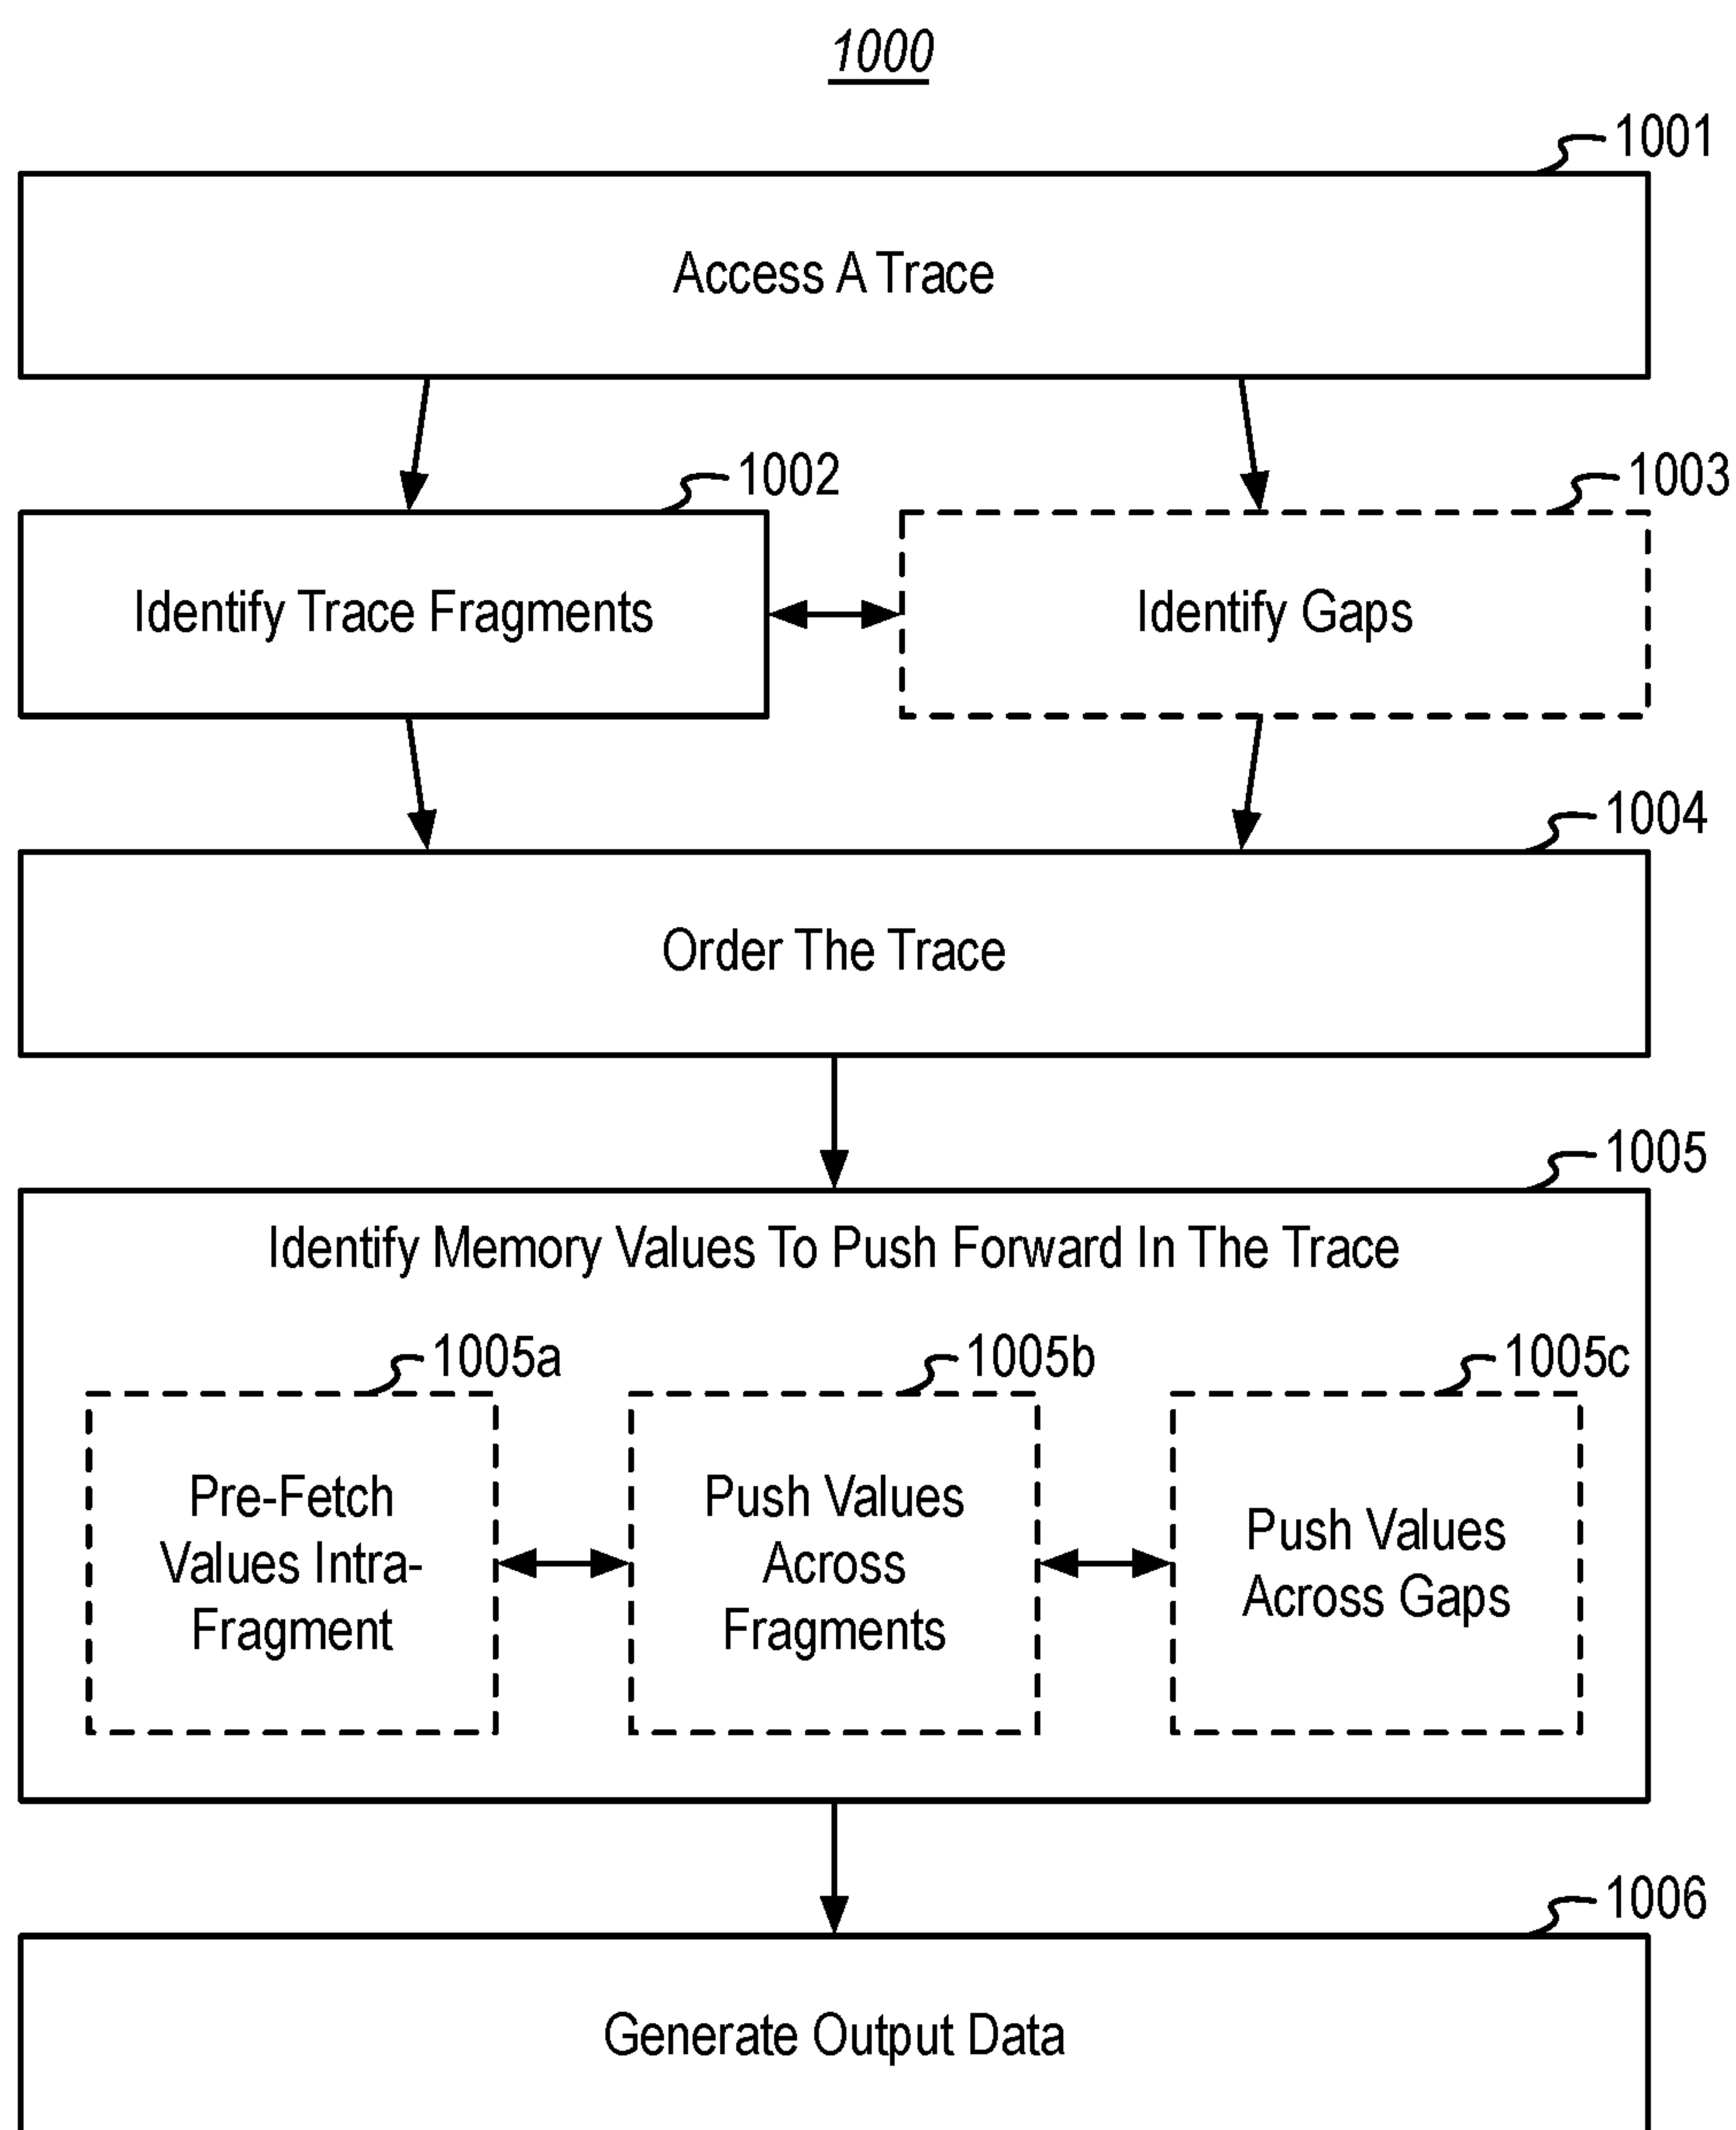 1000
1001
Access A Trace
1002
1003
Identify Trace Fragments
Identify Gaps
1004
Order The Trace
1005
Identify Memory Values To Push Forward In The Trace
1005a
1005b
1005c
Pre-Fetch
Values Intra-
Fragment
Push Values
Across
Fragments
Push Values
Across Gaps
1006
Generate Output Data